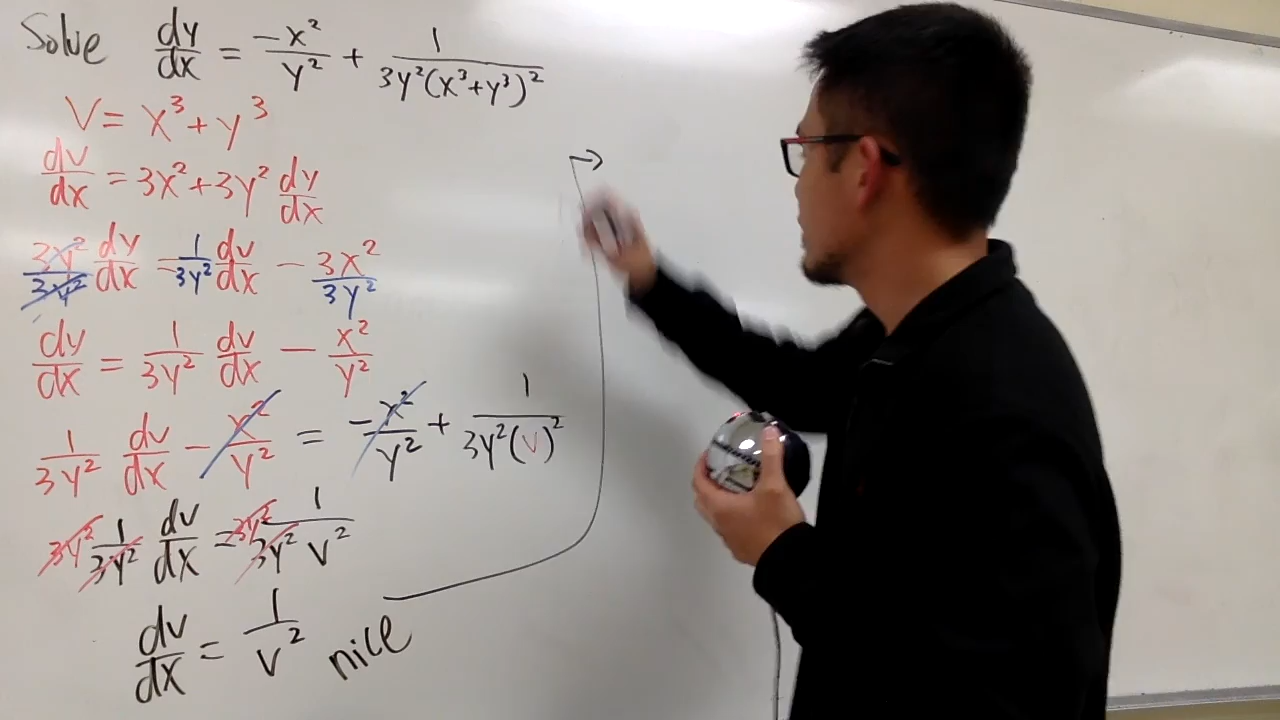 Solve dy/dx = -x²/y² + 1/(3y²(x³+y³)²)
V = x³ + y³
dv/dx = 3x² + 3y² dy/dx
3y²/3y² dy/dx = 1/3y² dv/dx - 3x²/3y²
dy/dx = 1/3y² dv/dx - x²/y²
1/3y² dv/dx - x²/y² = -x²/y² + 1/(3y²(v)²)
3y² 1/3y² dv/dx = 3y² 1/(3y² v²)
dv/dx = 1/v² nice